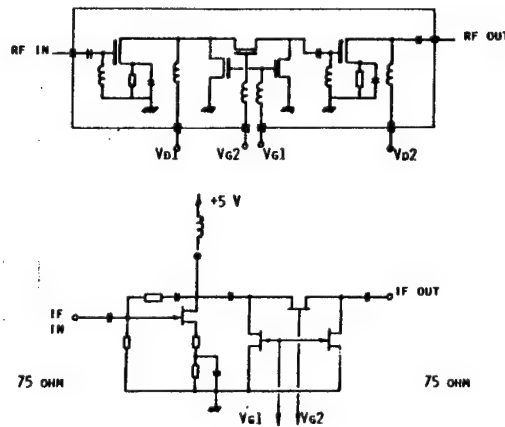 RF IN
RF OUT
VD1
VG2
VG1
VD2
+5 V
IF IN
IF OUT
75 OHM
75 OHM
VG1
VG2